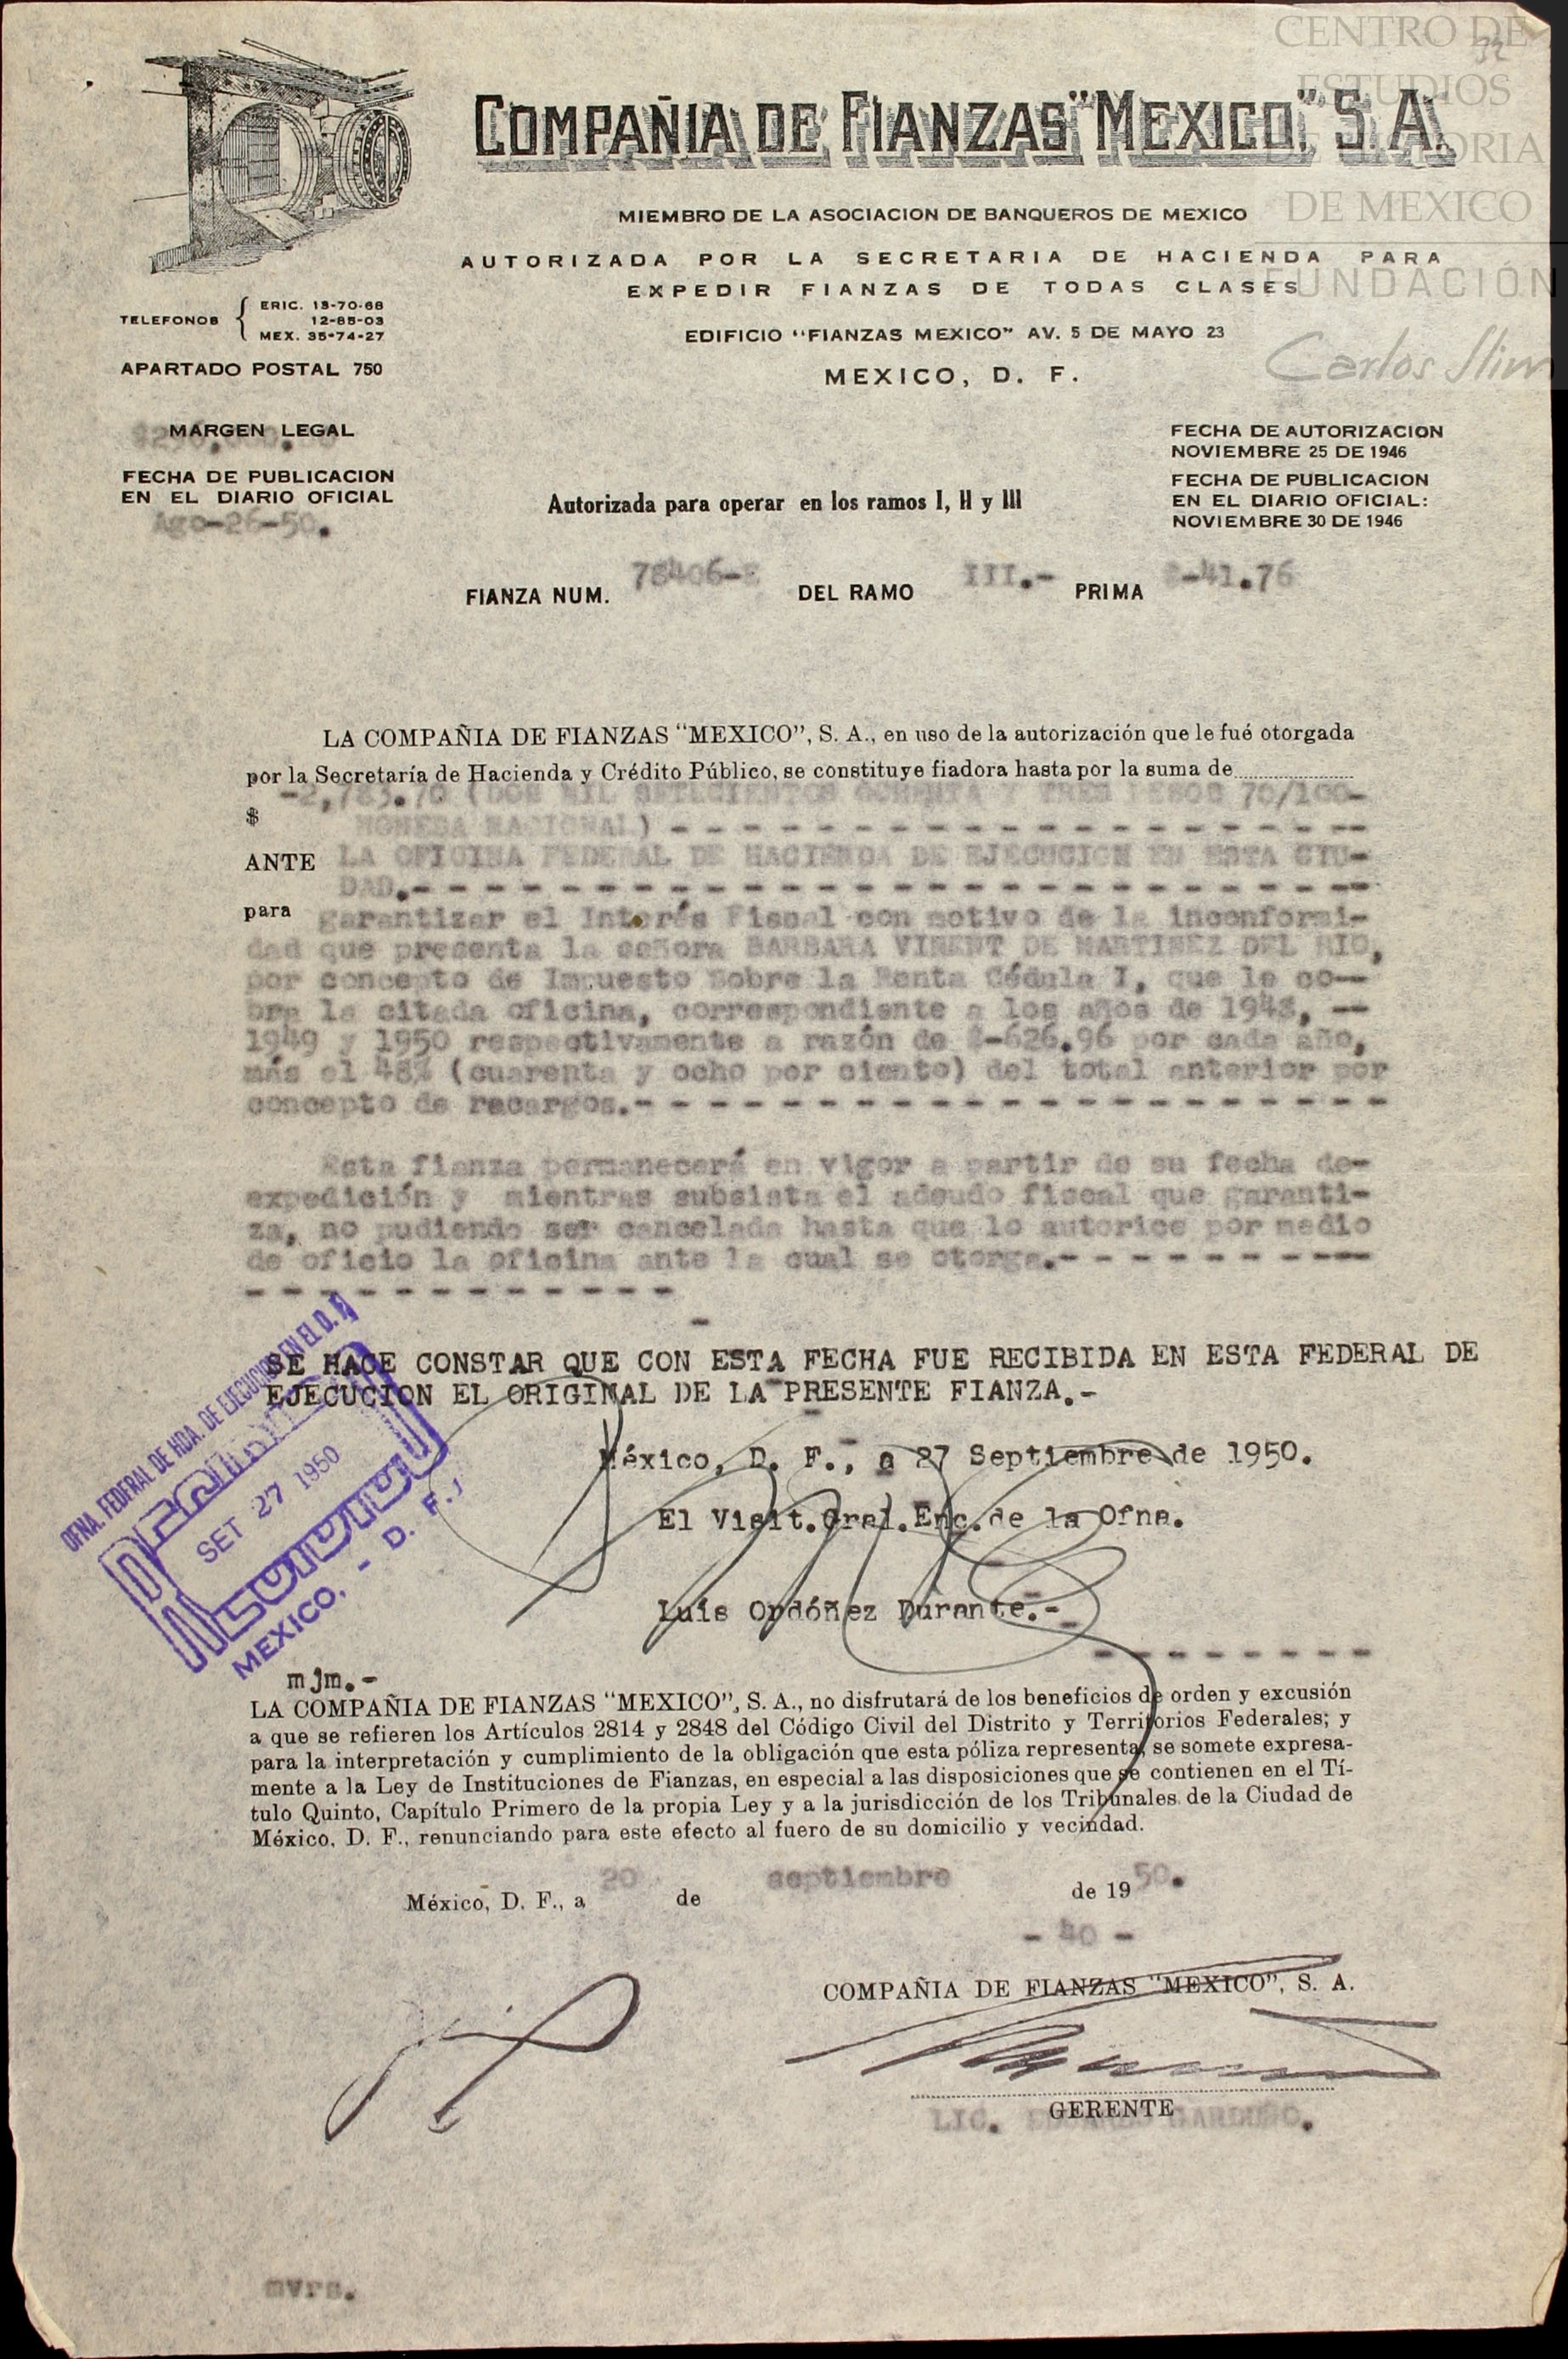 CENTRO DE
ESTUDIOS
DE HISTORIA
DE MEXICO
FUNDACIÓN
Carlos Slim
32
COMPAÑIA DE FIANZAS "MEXICO", S. A.
MIEMBRO DE LA ASOCIACION DE BANQUEROS DE MEXICO
AUTORIZADA POR LA SECRETARIA DE HACIENDA PARA
EXPEDIR FIANZAS DE TODAS CLASES
EDIFICIO "FIANZAS MEXICO" AV. 5 DE MAYO 23
MEXICO, D. F.
TELEFONOS { ERIC. 13-70-66
12-85-03
MEX. 35-74-27
APARTADO POSTAL 750
MARGEN LEGAL
FECHA DE PUBLICACION
EN EL DIARIO OFICIAL
Ago-26-50.
Autorizada para operar en los ramos I, II y III
FECHA DE AUTORIZACION
NOVIEMBRE 25 DE 1946
FECHA DE PUBLICACION
EN EL DIARIO OFICIAL:
NOVIEMBRE 30 DE 1946
FIANZA NUM. 78406-E DEL RAMO III.- PRIMA $-41.76
LA COMPAÑIA DE FIANZAS "MEXICO", S. A., en uso de la autorización que le fué otorgada
por la Secretaría de Hacienda y Crédito Público, se constituye fiadora hasta por la suma de
$ -2,783.70 (DOS MIL SETECIENTOS OCHENTA Y TRES PESOS 70/100-
MONEDA NACIONAL) - - - - - - - - - - - - - - - - - - -
ANTE LA OFICINA FEDERAL DE HACIENDA DE EJECUCION EN ESTA CIU-
DAD.- - - - - - - - - - - - - - - - - - - - - - - - - -
para garantizar el Interés Fiscal con motivo de la inconformi-
dad que presenta la señora BARBARA VINENT DE MARTINEZ DEL RIO,
por concepto de Impuesto Sobre la Renta Cédula I, que le co--
bra la citada oficina, correspondiente a los años de 1948, --
1949 y 1950 respectivamente a razón de $-626.96 por cada año,
más el 48% (cuarenta y ocho por ciento) del total anterior por
concepto de recargos.- - - - - - - - - - - - - - - - - - - -
Esta fianza permanecerá en vigor a partir de su fecha de-
expedición y mientras subsista el adeudo fiscal que garanti-
za, no pudiendo ser cancelada hasta que lo autorice por medio
de oficio la oficina ante la cual se otorga.- - - - - - - - ---
- - - - - - - - - - - -
SE HACE CONSTAR QUE CON ESTA FECHA FUE RECIBIDA EN ESTA FEDERAL DE
EJECUCION EL ORIGINAL DE LA PRESENTE FIANZA.-
México, D. F., a 27 Septiembre de 1950.
El Visit.Gral.Enc.de la Ofna.
Luis Ordóñez Durante.-
OFNA. FEDERAL DE HDA. DE EJECUCION EN EL D. F.
SET 27 1950
MEXICO, - D. F.
mjm.-
LA COMPAÑIA DE FIANZAS "MEXICO", S. A., no disfrutará de los beneficios de orden y excusión
a que se refieren los Artículos 2814 y 2848 del Código Civil del Distrito y Territorios Federales; y
para la interpretación y cumplimiento de la obligación que esta póliza representa, se somete expresa-
mente a la Ley de Instituciones de Fianzas, en especial a las disposiciones que se contienen en el Tí-
tulo Quinto, Capítulo Primero de la propia Ley y a la jurisdicción de los Tribunales de la Ciudad de
México, D. F., renunciando para este efecto al fuero de su domicilio y vecindad.
México, D. F., a 20 de septiembre de 1950.
- 40 -
COMPAÑIA DE FIANZAS "MEXICO", S. A.
GERENTE
LIC. GARDUÑO.
mvrs.